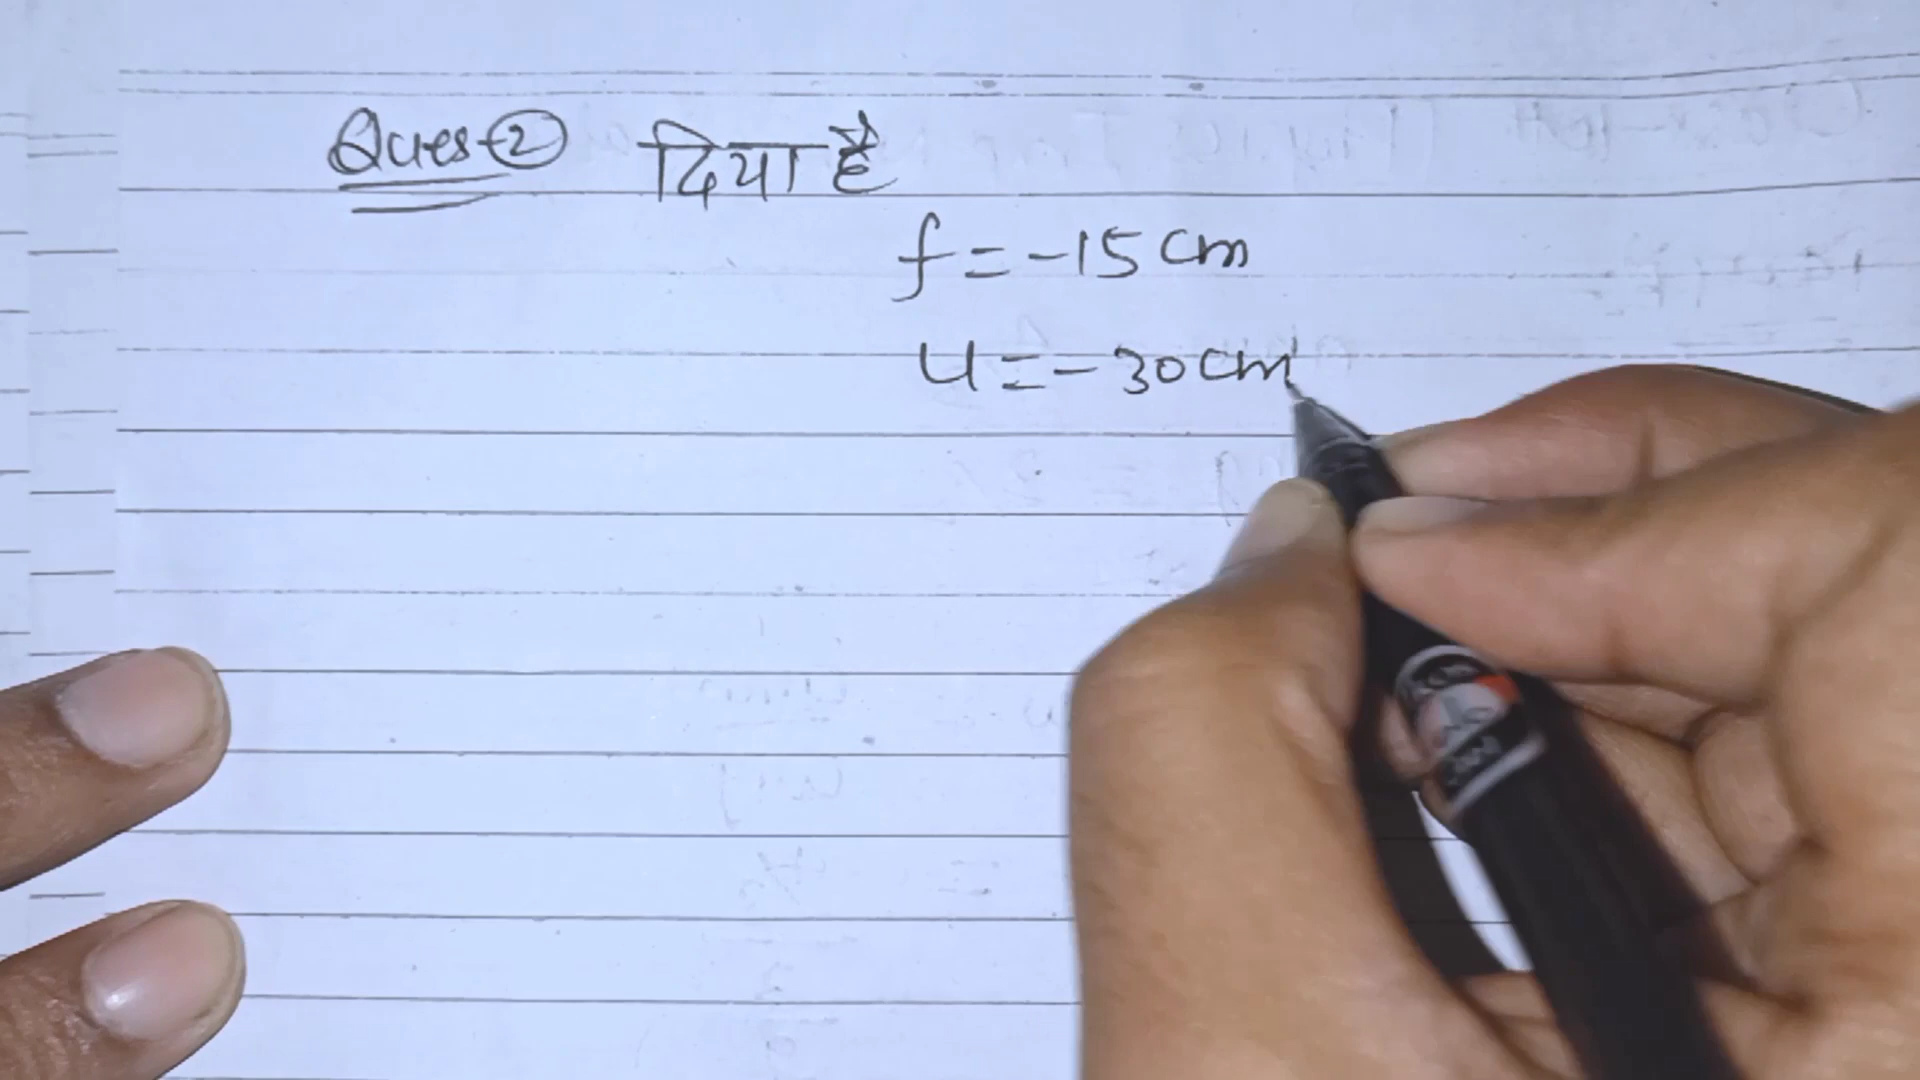 Ques-2 दिया है
f = -15 cm
u = - 30 cm